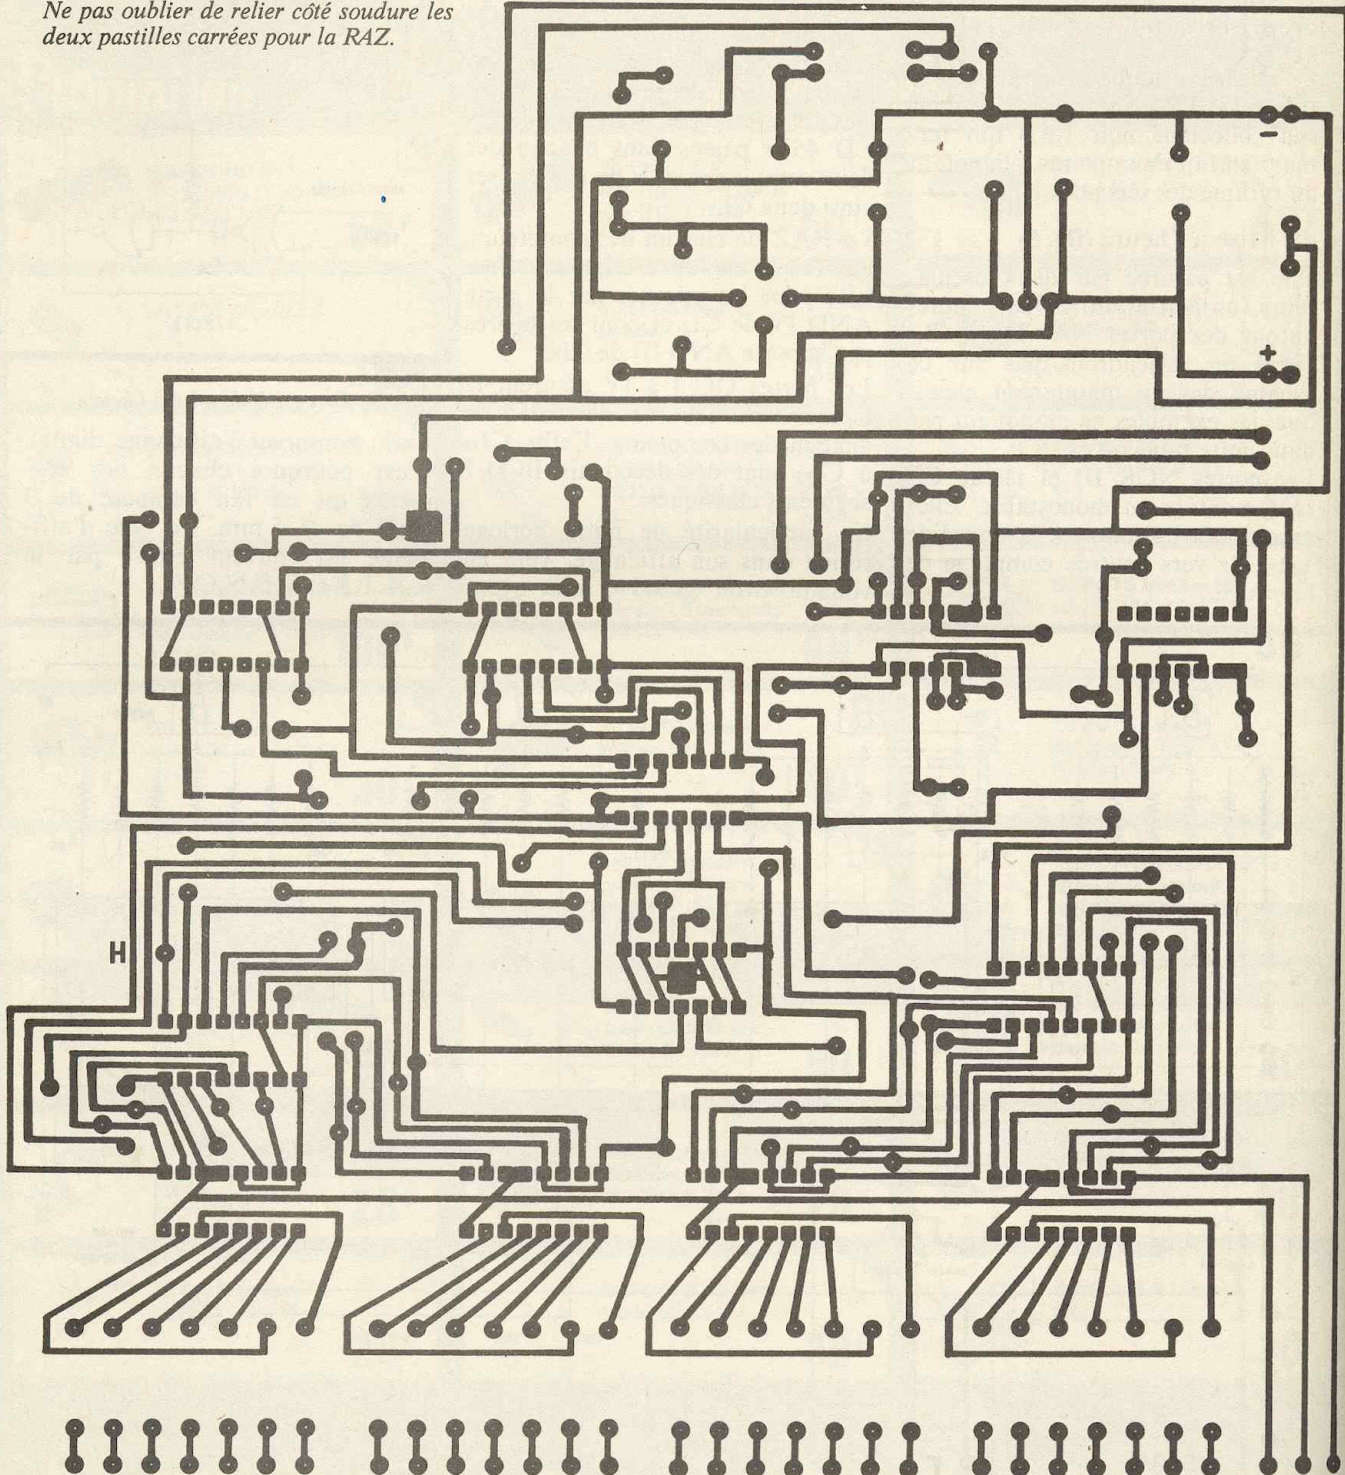 Ne pas oublier de relier côté soudure les
deux pastilles carrées pour la RAZ.
−
+
H